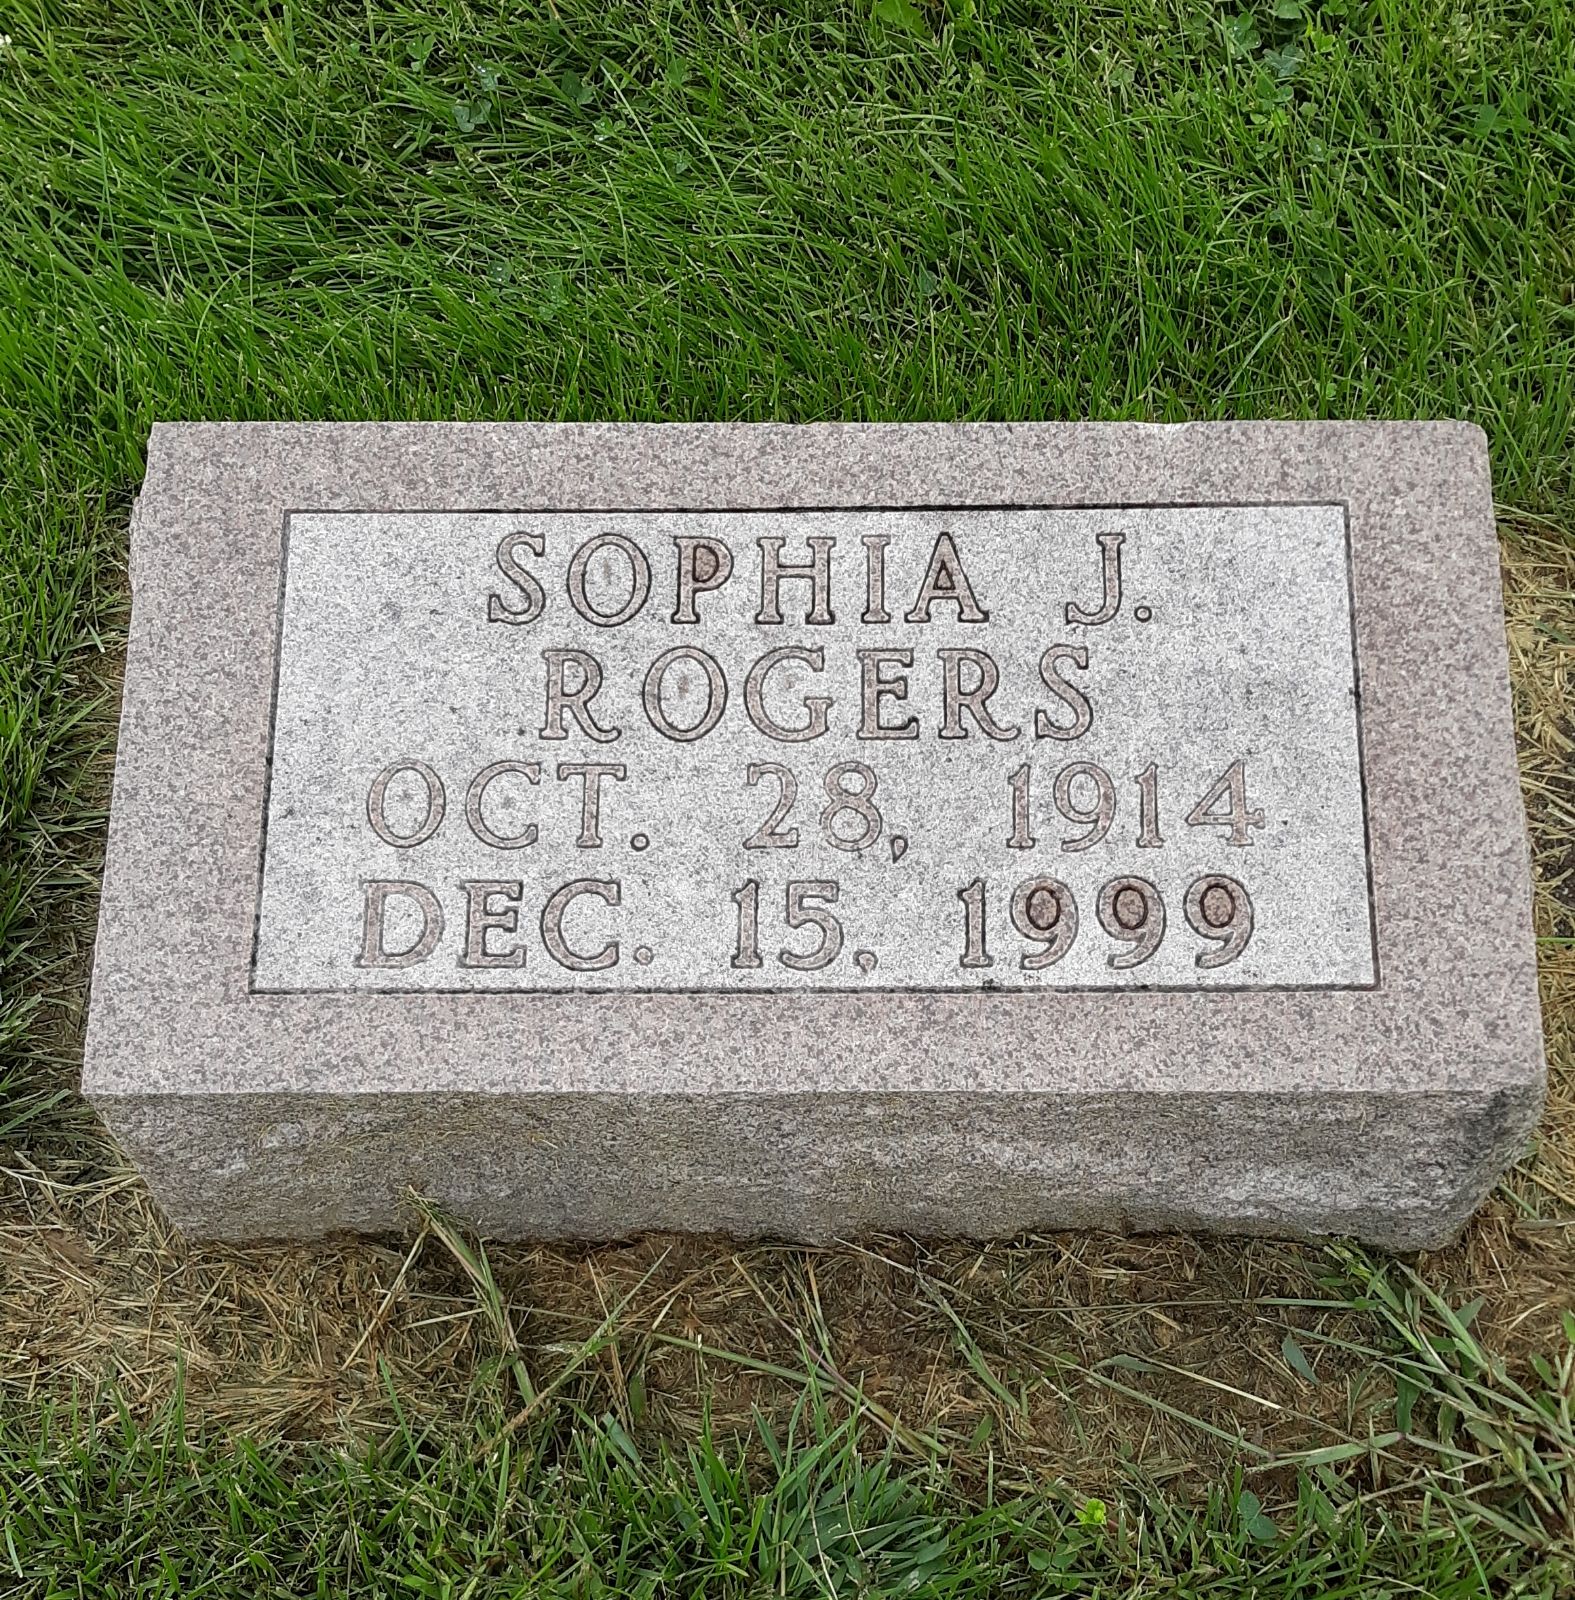 SOPHIA J.
ROGERS
OCT. 28, 1914
DEC. 15, 1999